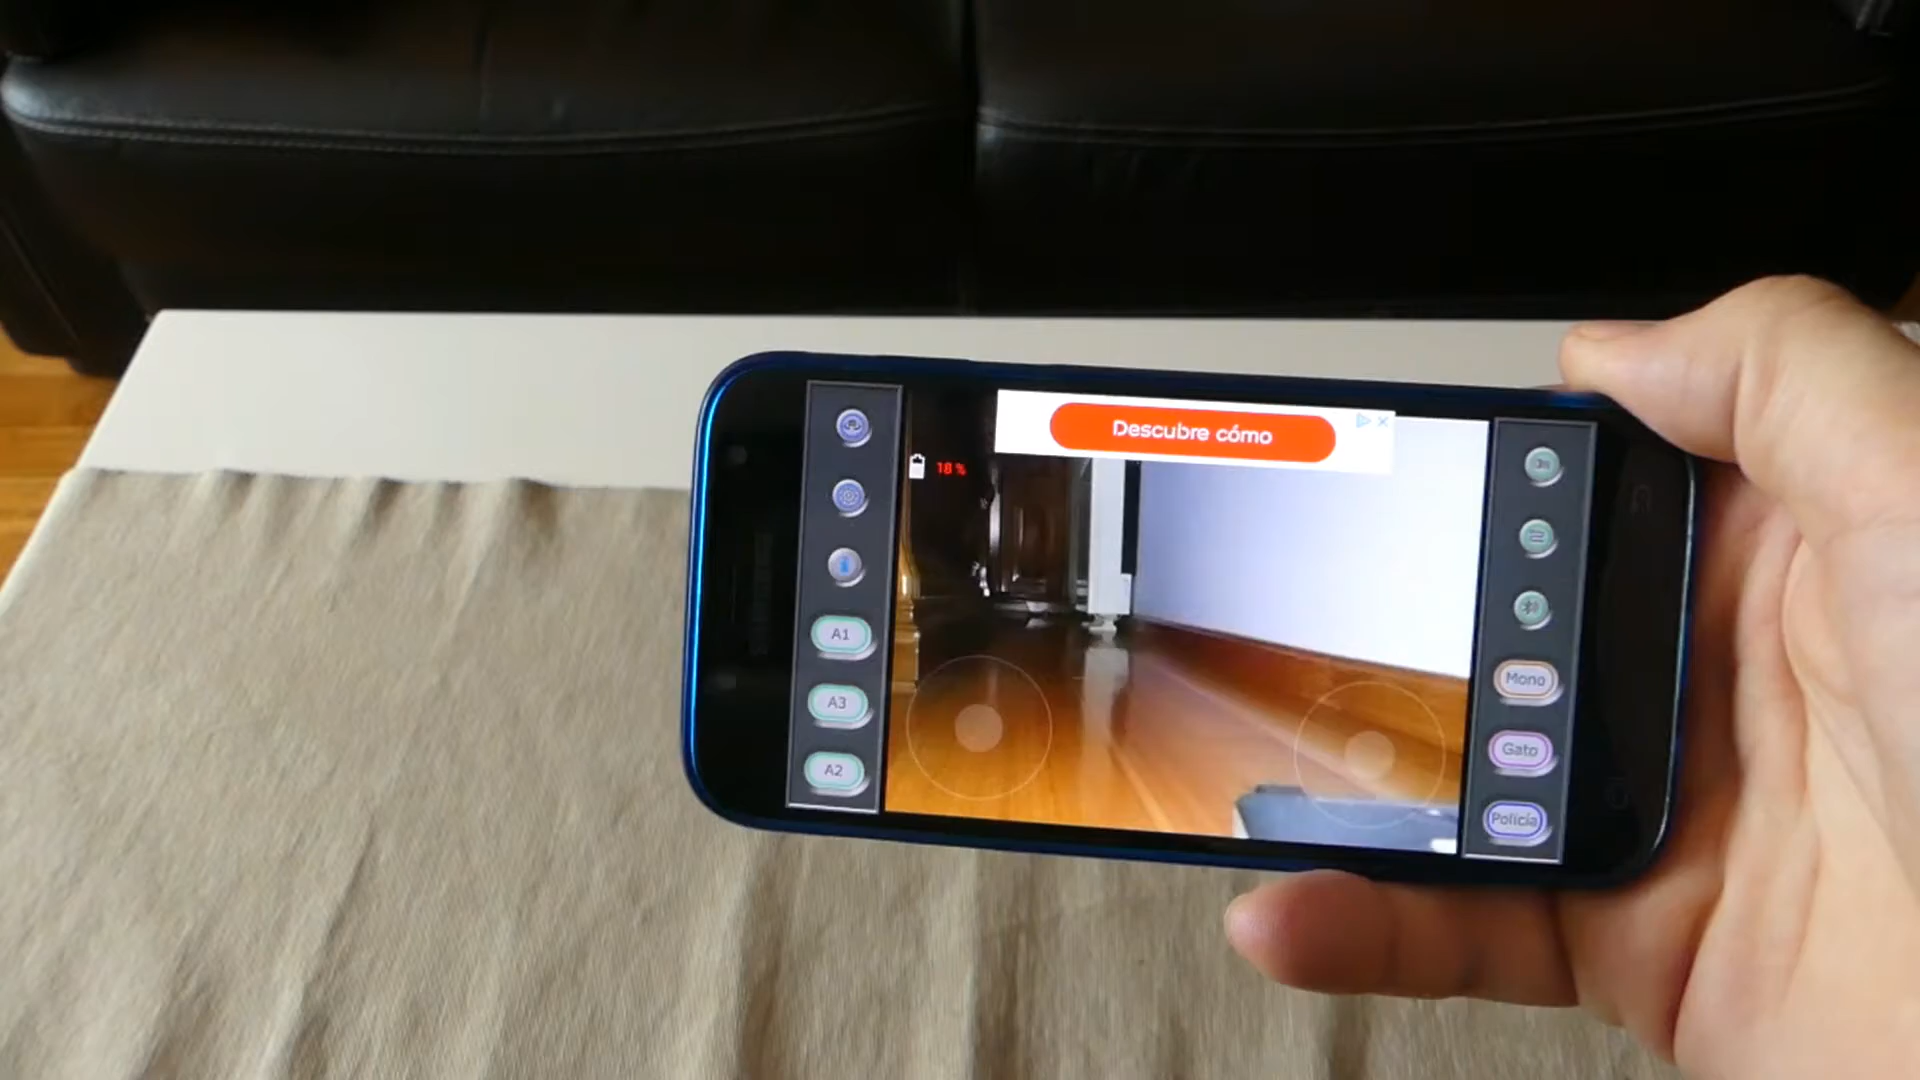 Descubre cómo
18%
A1
A3
A2
Mono
Gato
Policía